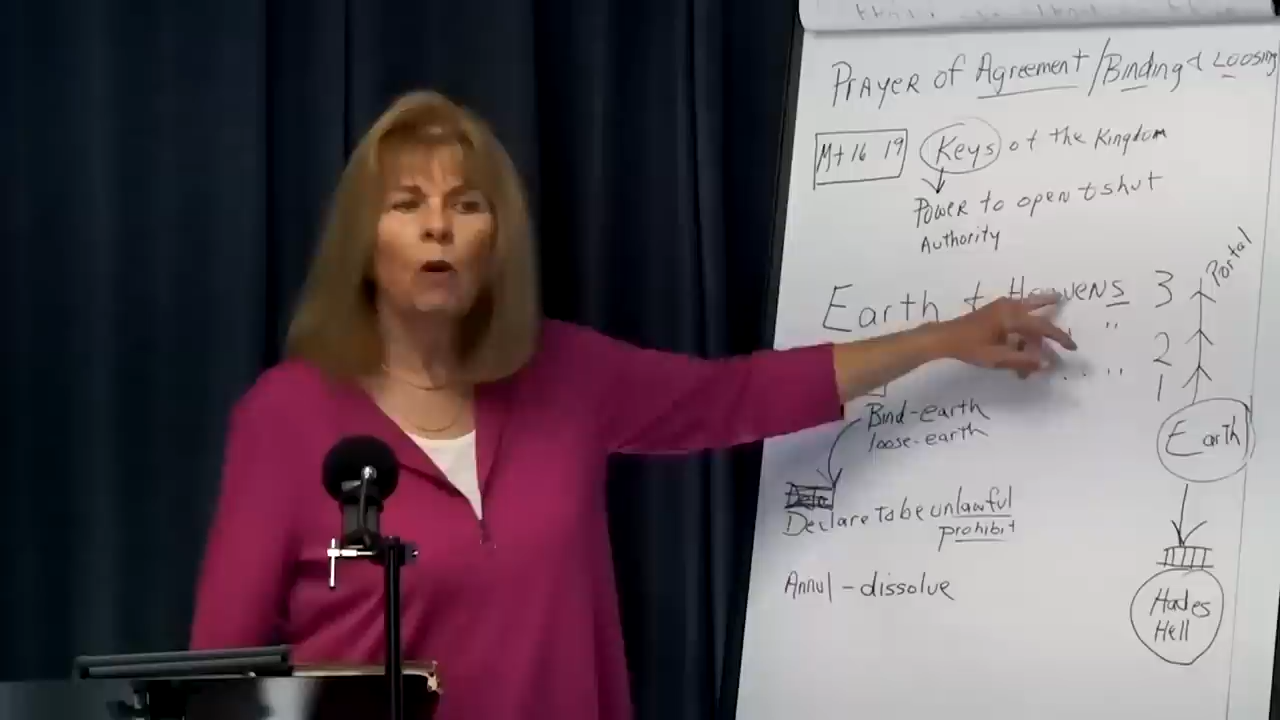 Prayer of Agreement / Binding & Loosing
Mt 16 19 Keys of the Kingdom
Power to open & shut
Authority
Portal
Earth + Heavens 3
" 2
" 1
Bind-earth
loose-earth
Earth
Declare to be unlawful
prohibit
Annul - dissolve
Hades
Hell